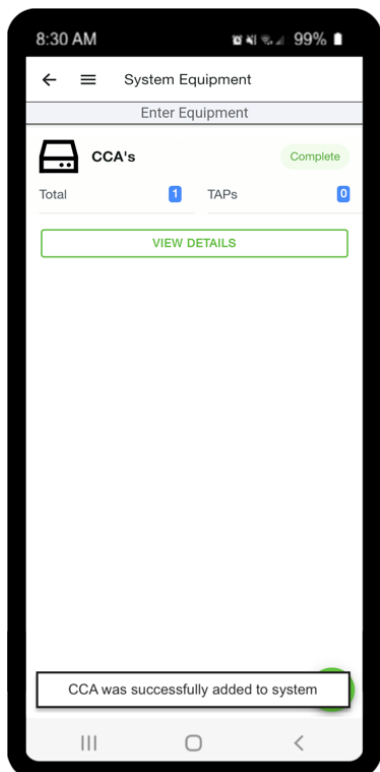 8:30 AM 99%
System Equipment
Enter Equipment
CCA's Complete
Total 1 TAPs 0
VIEW DETAILS
CCA was successfully added to system